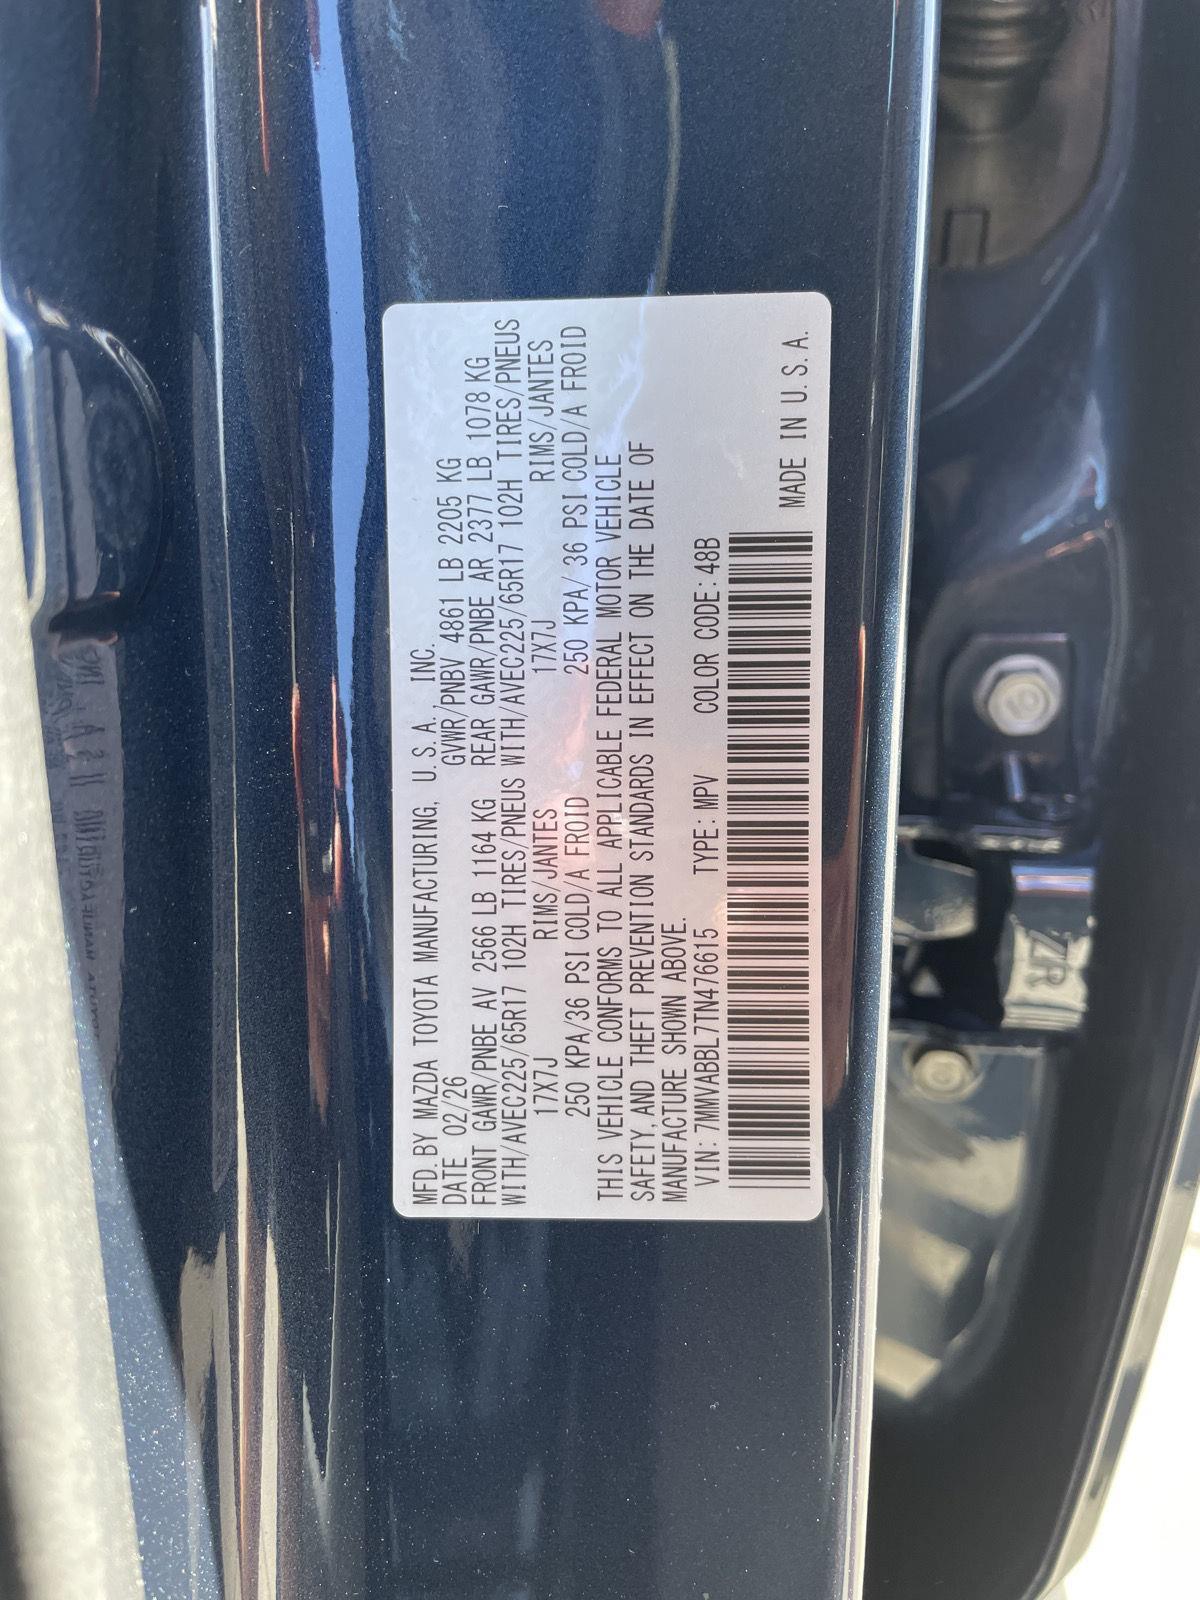 MFD. BY MAZDA TOYOTA MANUFACTURING, U. S. A., INC.
DATE 02/26 GVWR/PNBV 4861 LB 2205 KG
FRONT GAWR/PNBE AV 2566 LB 1164 KG REAR GAWR/PNBE AR 2377 LB 1078 KG
WITH/AVEC225/65R17 102H TIRES/PNEUS WITH/AVEC225/65R17 102H TIRES/PNEUS
17X7J RIMS/JANTES 17X7J RIMS/JANTES
250 KPA/36 PSI COLD/A FROID 250 KPA/ 36 PSI COLD/A FROID
THIS VEHICLE CONFORMS TO ALL APPLICABLE FEDERAL MOTOR VEHICLE
SAFETY, AND THEFT PREVENTION STANDARDS IN EFFECT ON THE DATE OF
MANUFACTURE SHOWN ABOVE.
VIN: 7MMVABBL7TN476615 TYPE: MPV COLOR CODE: 48B
MADE IN U. S. A.
ZR